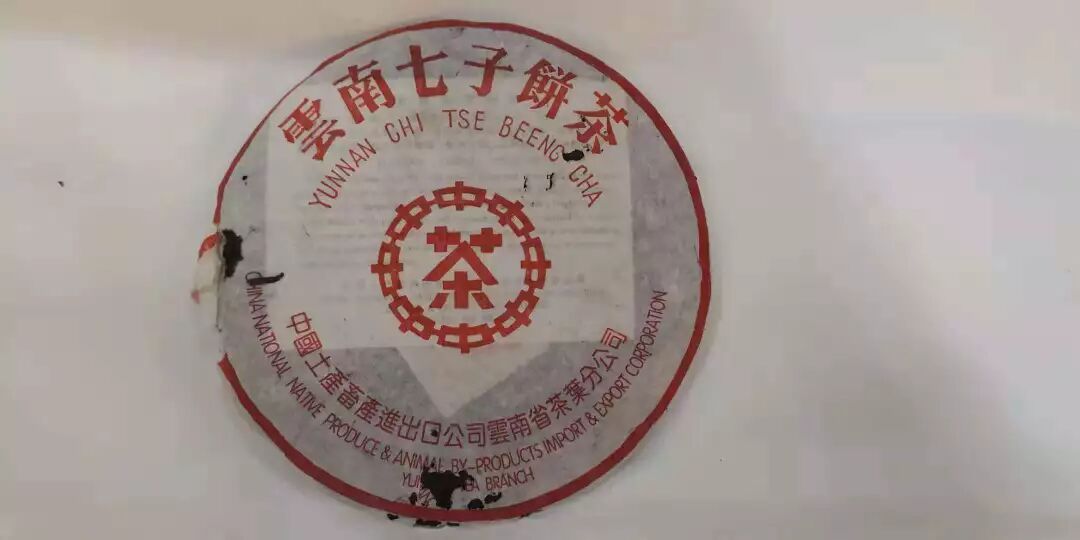 雲南七子餅茶
YUNNAN CHI TSE BEENG CHA
茶
中國土產畜產進出口公司雲南省茶葉分公司
NATIONAL NATIVE PRODUCE & ANIMAL BY-PRODUCTS IMPORT & EXPORT CORPORATION
BRANCH